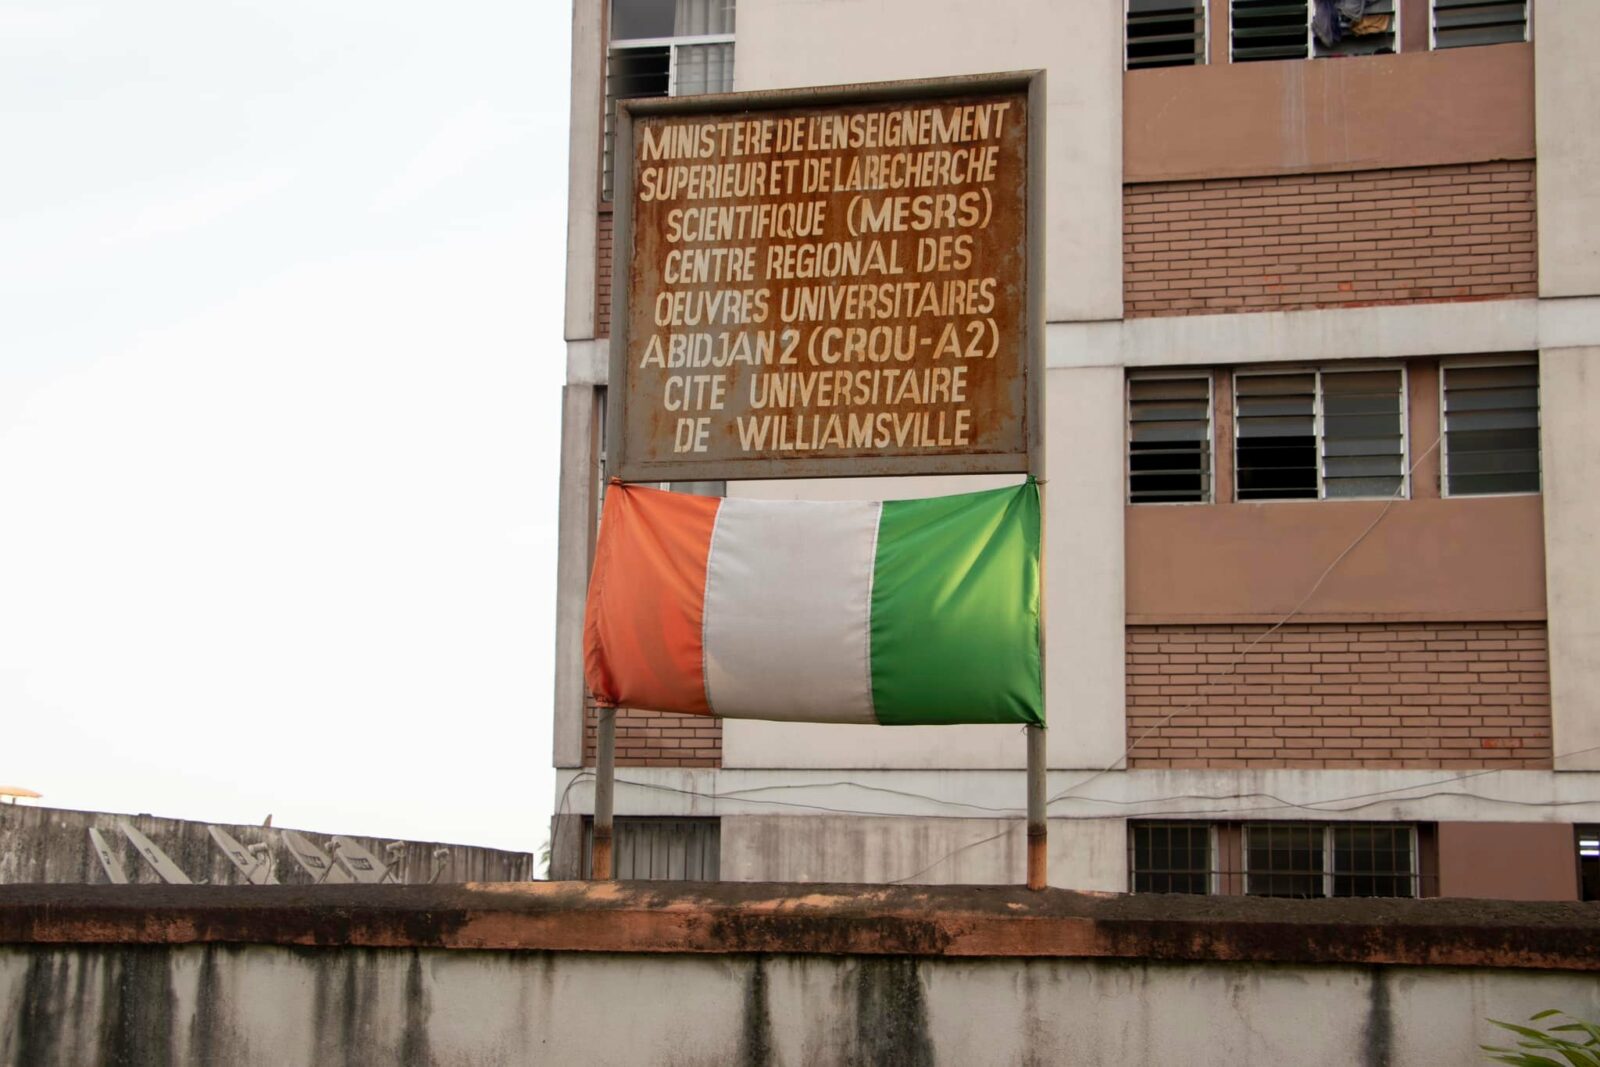 MINISTERE DE L'ENSEIGNEMENT
SUPERIEUR ET DE LA RECHERCHE
SCIENTIFIQUE (MESRS)
CENTRE REGIONAL DES
OEUVRES UNIVERSITAIRES
ABIDJAN 2 (CROU-A2)
CITE UNIVERSITAIRE
DE WILLIAMSVILLE